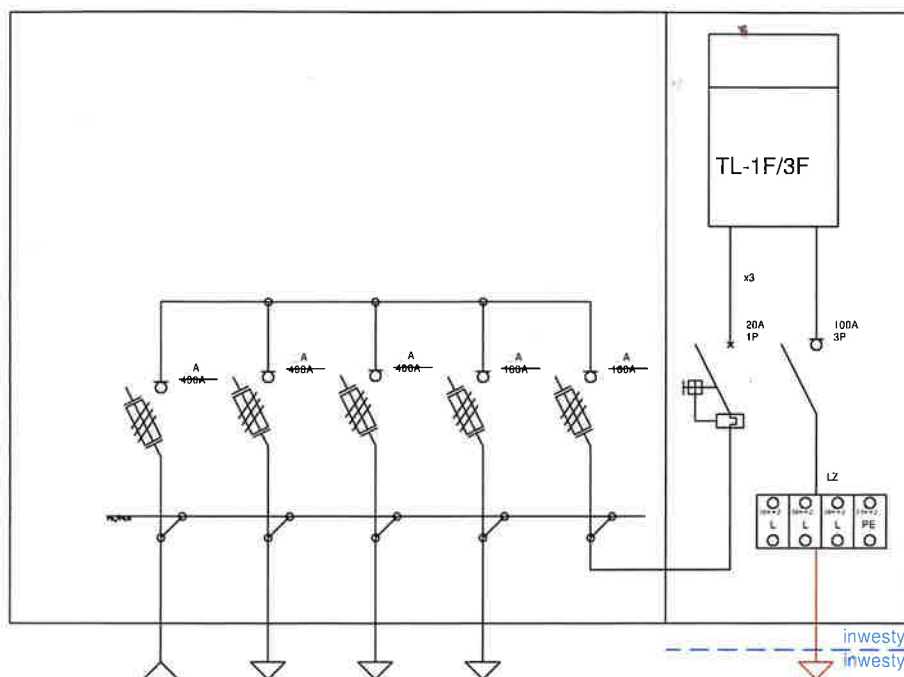 TL-1F/3F
x3
20A
1P
100A
3P
A
400A
A
400A
A
400A
A
160A
A
160A
LZ
L
L
L
PE
inwesty
inwesty